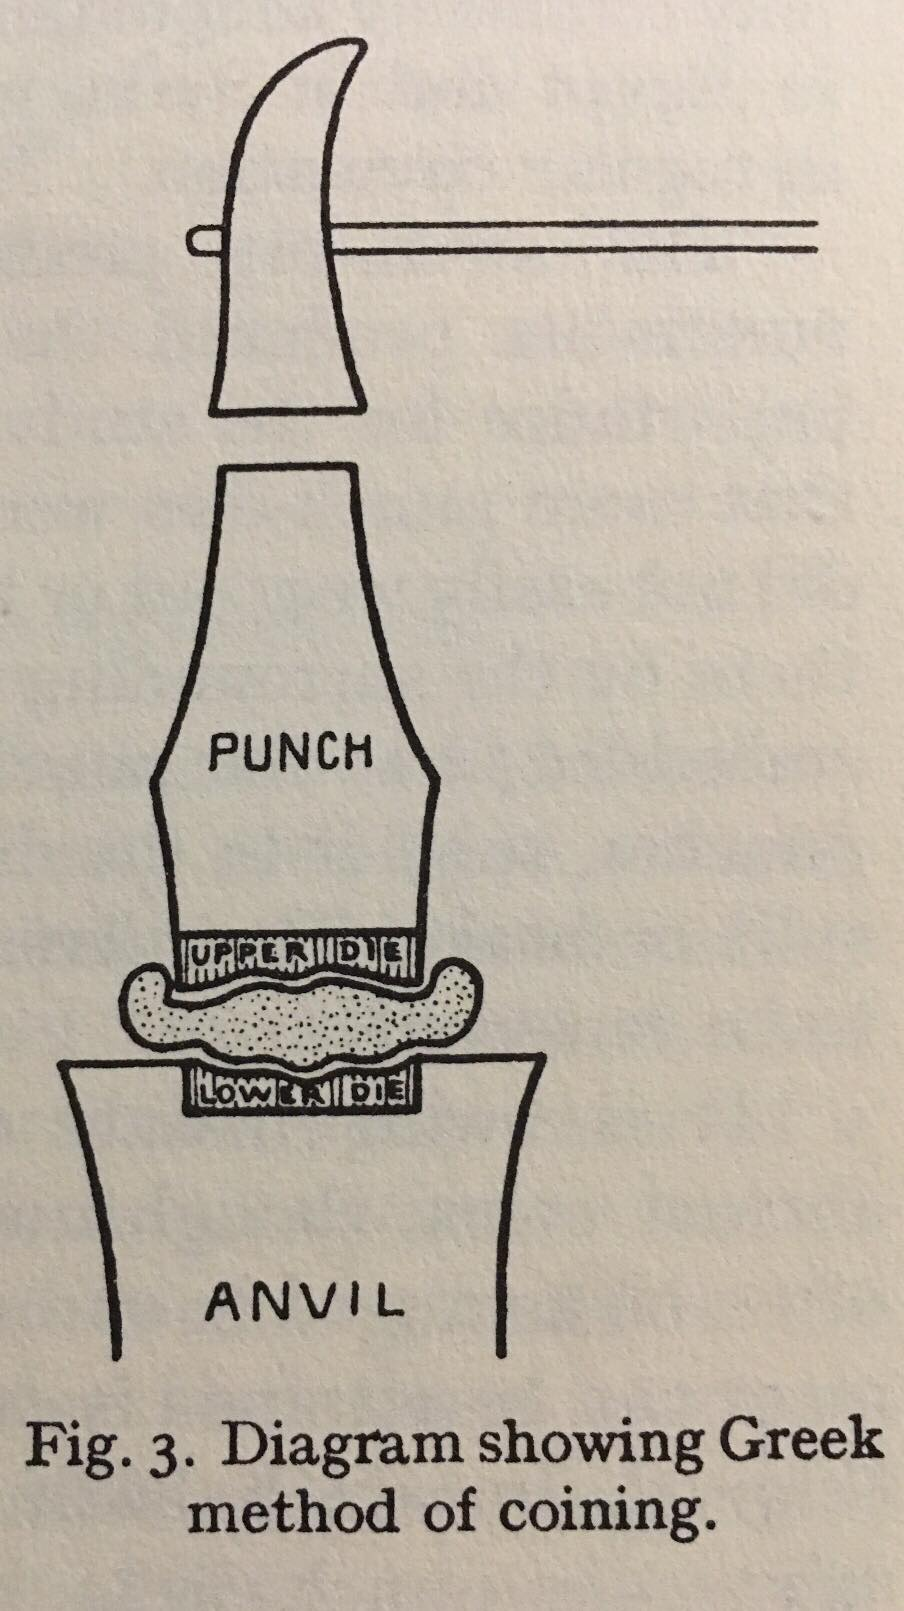 PUNCH
UPPER DIE
LOWER DIE
ANVIL
Fig. 3. Diagram showing Greek
method of coining.